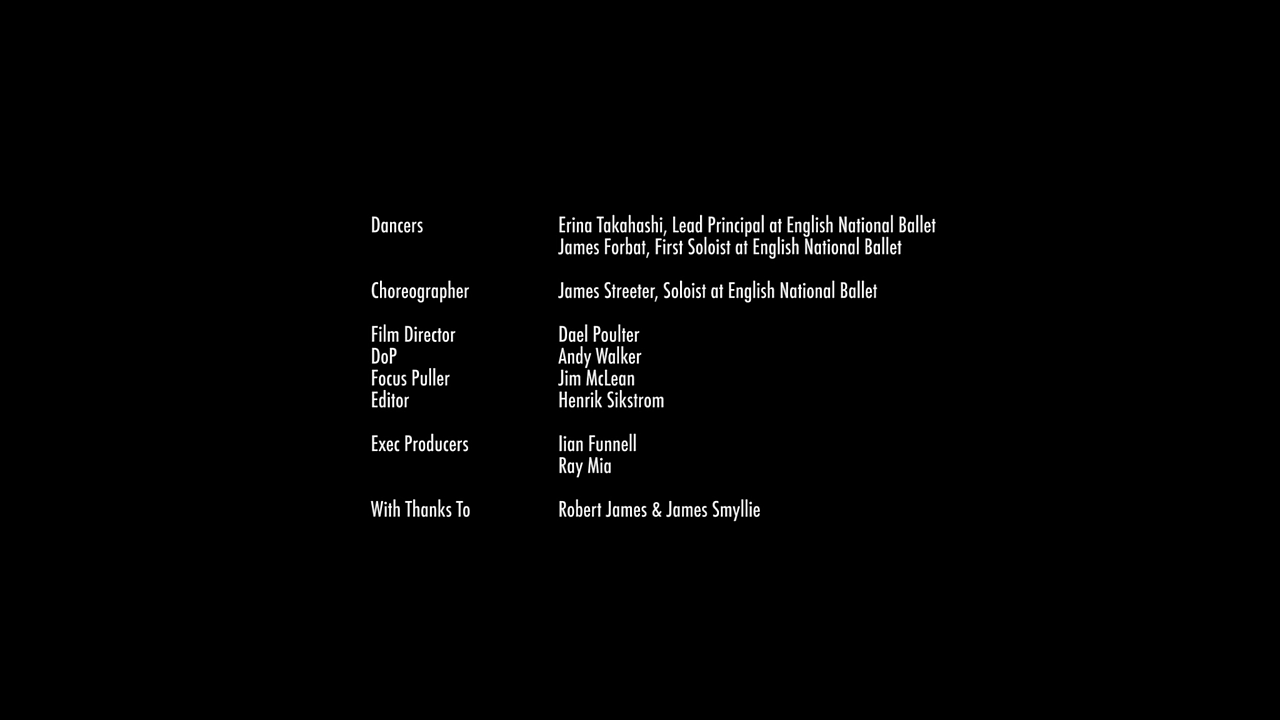 Dancers Erina Takahashi, Lead Principal at English National Ballet
James Forbat, First Soloist at English National Ballet
Choreographer James Streeter, Soloist at English National Ballet
Film Director Dael Poulter
DoP Andy Walker
Focus Puller Jim McLean
Editor Henrik Sikstrom
Exec Producers Iian Funnell
Ray Mia
With Thanks To Robert James & James Smyllie